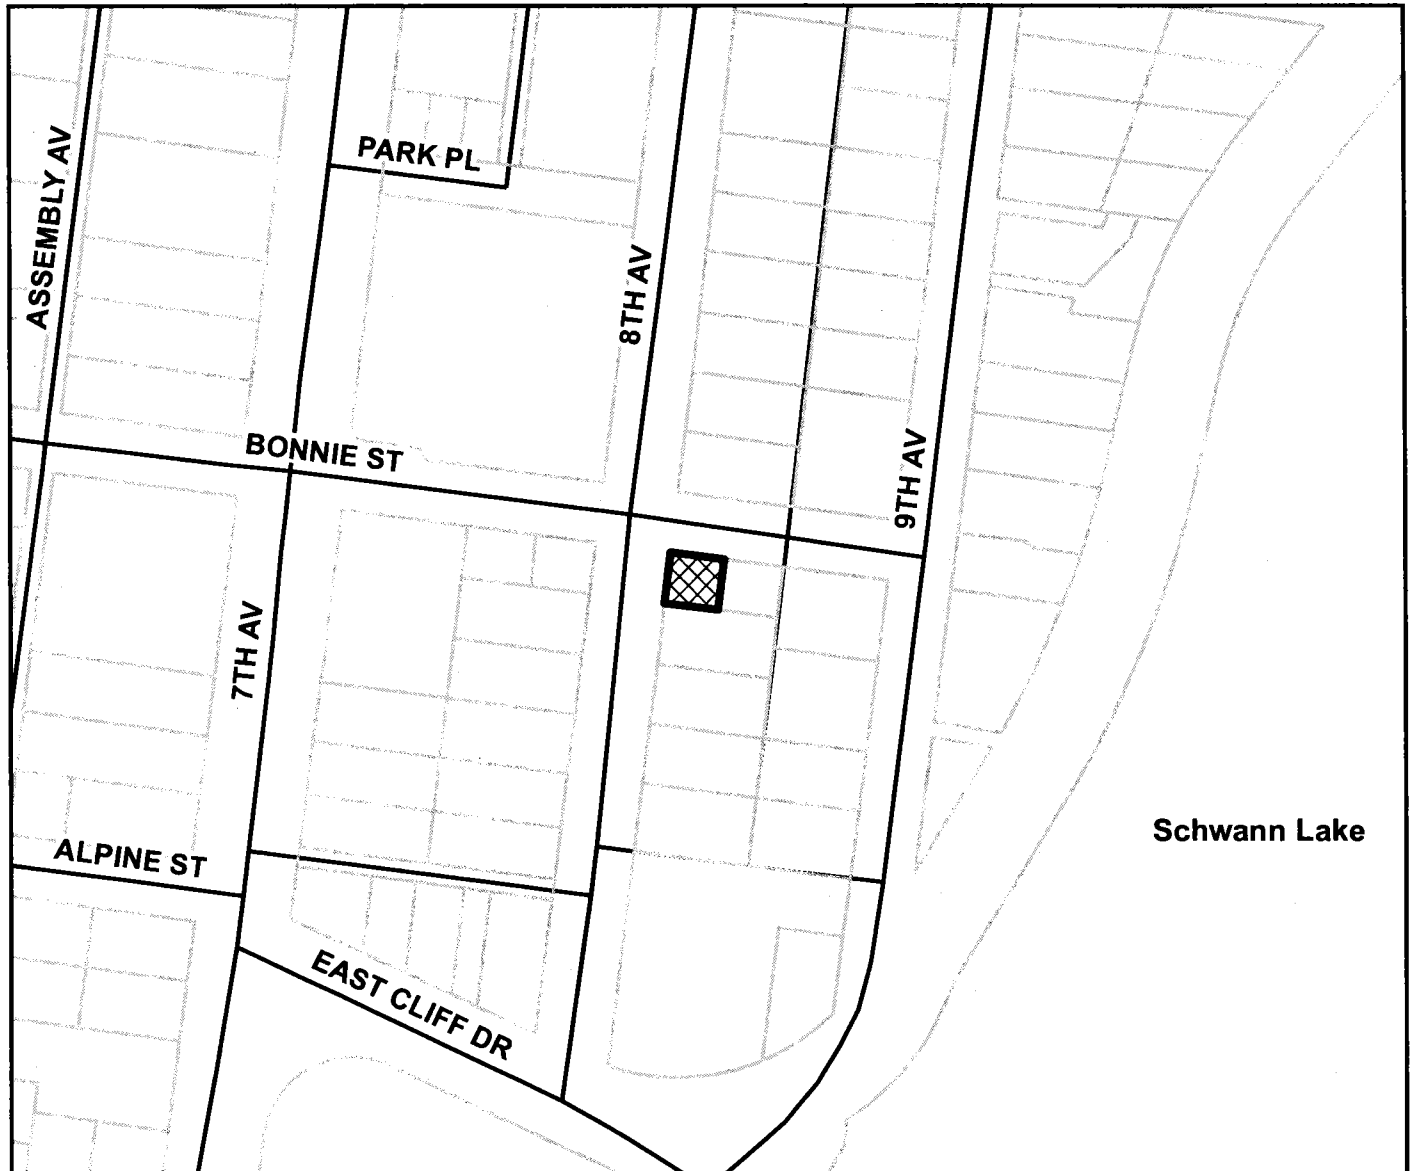 PARK PL
ASSEMBLY AV
8TH AV
BONNIE ST
9TH AV
7TH AV
Schwann Lake
ALPINE ST
EAST CLIFF DR